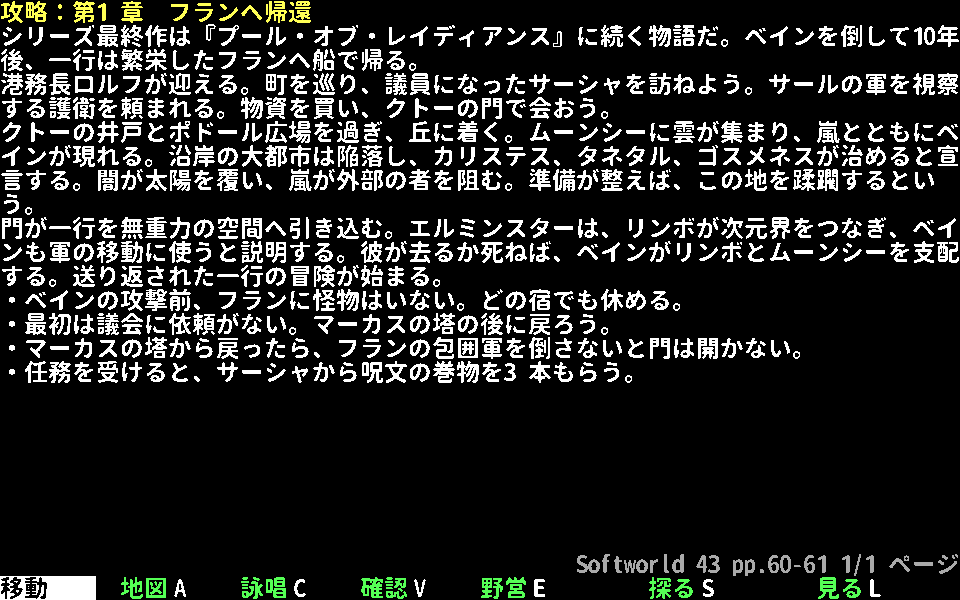 攻略：第1 章　フランへ帰還
シリーズ最終作は『プール・オブ・レイディアンス』に続く物語だ。ベインを倒して10年
後、一行は繁栄したフランへ船で帰る。
港務長ロルフが迎える。町を巡り、議員になったサーシャを訪ねよう。サールの軍を視察
する護衛を頼まれる。物資を買い、クトーの門で会おう。
クトーの井戸とポドール広場を過ぎ、丘に着く。ムーンシーに雲が集まり、嵐とともにベ
インが現れる。沿岸の大都市は陥落し、カリステス、タネタル、ゴスメネスが治めると宣
言する。闇が太陽を覆い、嵐が外部の者を阻む。準備が整えば、この地を蹂躙するとい
う。
門が一行を無重力の空間へ引き込む。エルミンスターは、リンボが次元界をつなぎ、ベイ
ンも軍の移動に使うと説明する。彼が去るか死ねば、ベインがリンボとムーンシーを支配
する。送り返された一行の冒険が始まる。
・ベインの攻撃前、フランに怪物はいない。どの宿でも休める。
・最初は議会に依頼がない。マーカスの塔の後に戻ろう。
・マーカスの塔から戻ったら、フランの包囲軍を倒さないと門は開かない。
・任務を受けると、サーシャから呪文の巻物を3 本もらう。
Softworld 43 pp.60-61 1/1 ページ
移動 地図 A 詠唱 C 確認 V 野営 E 探る S 見る L